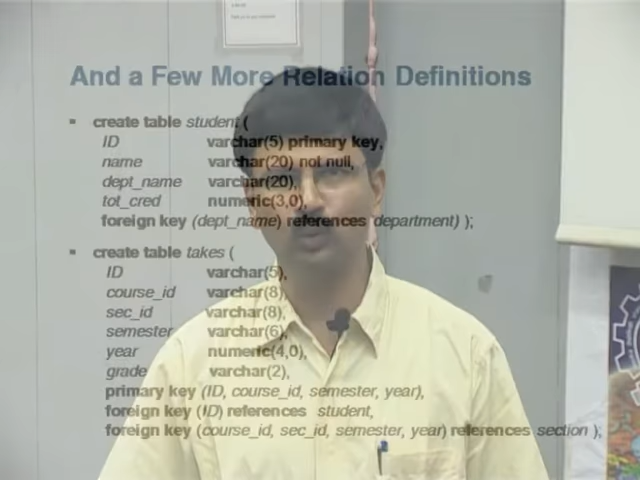 And a Few More Relation Definitions
▪ create table student (
ID varchar(5) primary key,
name varchar(20) not null,
dept_name varchar(20),
tot_cred numeric(3,0),
foreign key (dept_name) references department) );
▪ create table takes (
ID varchar(5),
course_id varchar(8),
sec_id varchar(8),
semester varchar(6),
year numeric(4,0),
grade varchar(2),
primary key (ID, course_id, semester, year),
foreign key (ID) references student,
foreign key (course_id, sec_id, semester, year) references section );